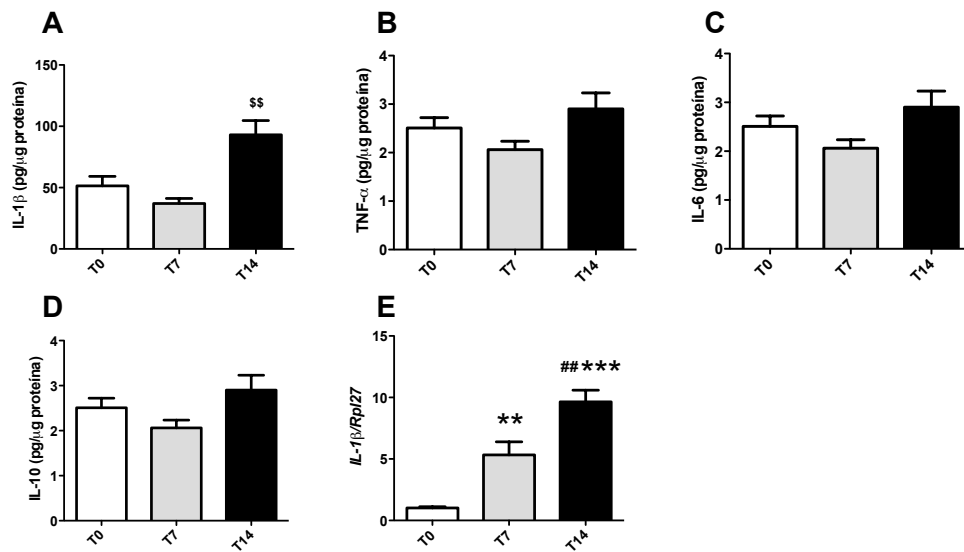 A
IL-1β (pg/μg proteína)
150
100
50
0
$$
T0
T7
T14
B
TNF-α (pg/μg proteína)
4
3
2
1
0
T0
T7
T14
C
IL-6 (pg/μg proteína)
4
3
2
1
0
T0
T7
T14
D
IL-10 (pg/μg proteína)
4
3
2
1
0
T0
T7
T14
E
IL-1β/Rpl27
15
10
5
0
**
##***
T0
T7
T14